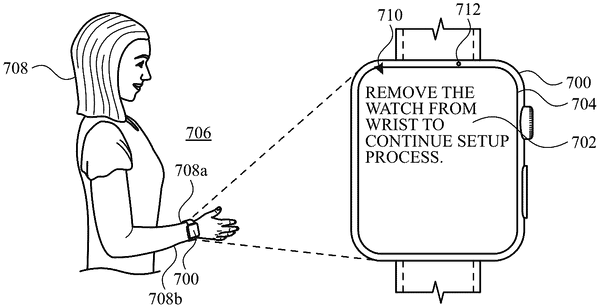 710
712
708
700
704
REMOVE THE
WATCH FROM
WRIST TO
CONTINUE SETUP
PROCESS.
702
706
708a
700
708b